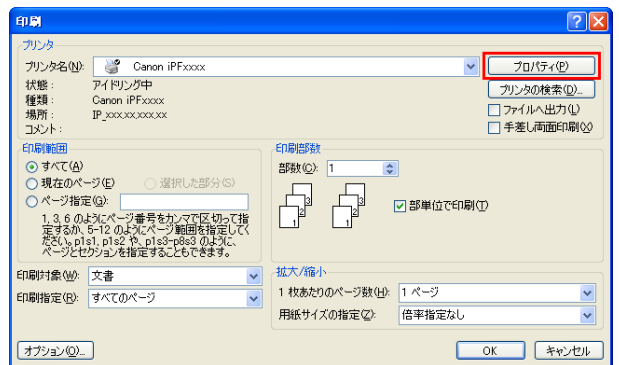 印刷
プリンタ
プリンタ名(N): Canon iPFxxxx プロパティ(P)
状態: アイドリング中 プリンタの検索(D)...
種類: Canon iPFxxxx
場所: IP_xxx,xx,xxx,xx ファイルへ出力(L)
コメント: 手差し両面印刷(X)
印刷範囲
すべて(A)
現在のページ(E) 選択した部分(S)
ページ指定(G):
1, 3, 6 のようにページ番号をカンマで区切って指
定するか、5-12 のようにページ範囲を指定してく
ださい。p1s1, p1s2 や、p1s3-p8s3 のように、
ページとセクションを指定することもできます。
印刷部数
部数(C): 1
1 2 3 1 2 3
部単位で印刷(T)
印刷対象(W): 文書
印刷指定(R): すべてのページ
拡大/縮小
1 枚あたりのページ数(H): 1 ページ
用紙サイズの指定(Z): 倍率指定なし
オプション(O)... OK キャンセル